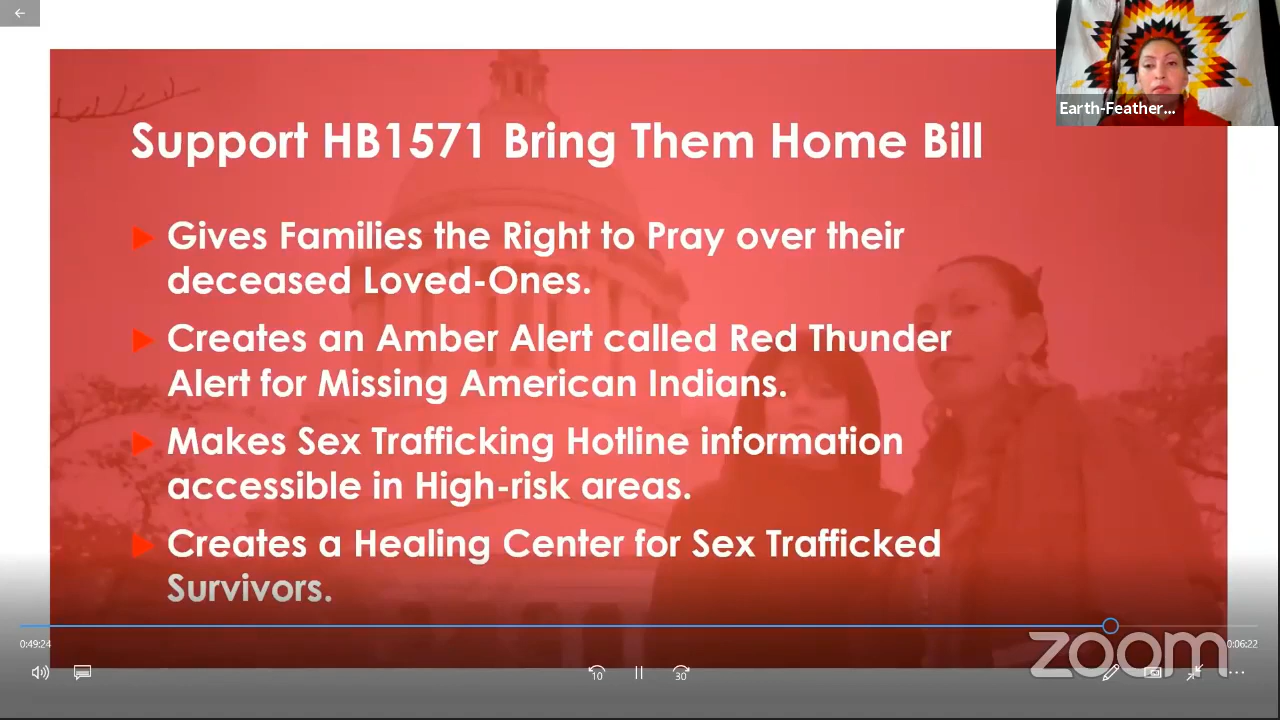 Earth-Feather...
Support HB1571 Bring Them Home Bill
Gives Families the Right to Pray over their
deceased Loved-Ones.
Creates an Amber Alert called Red Thunder
Alert for Missing American Indians.
Makes Sex Trafficking Hotline information
accessible in High-risk areas.
Creates a Healing Center for Sex Trafficked
Survivors.
0:49:24
0:06:22
zoom
10
30